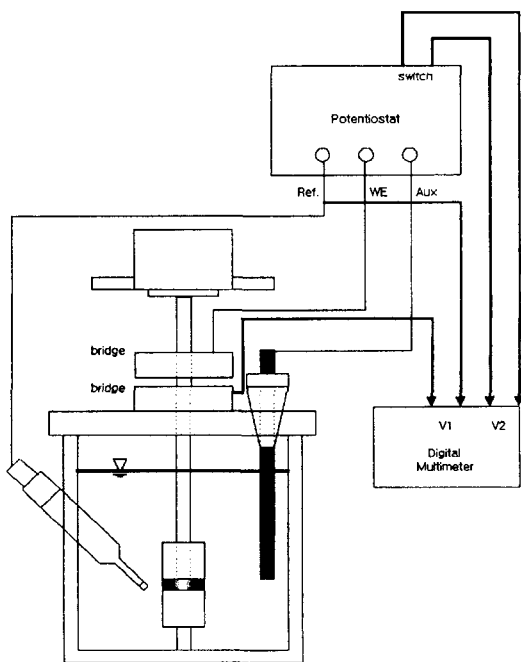 switch
Potentiostat
Ref. WE Aux
bridge
bridge
V1 V2
Digital
Multimeter